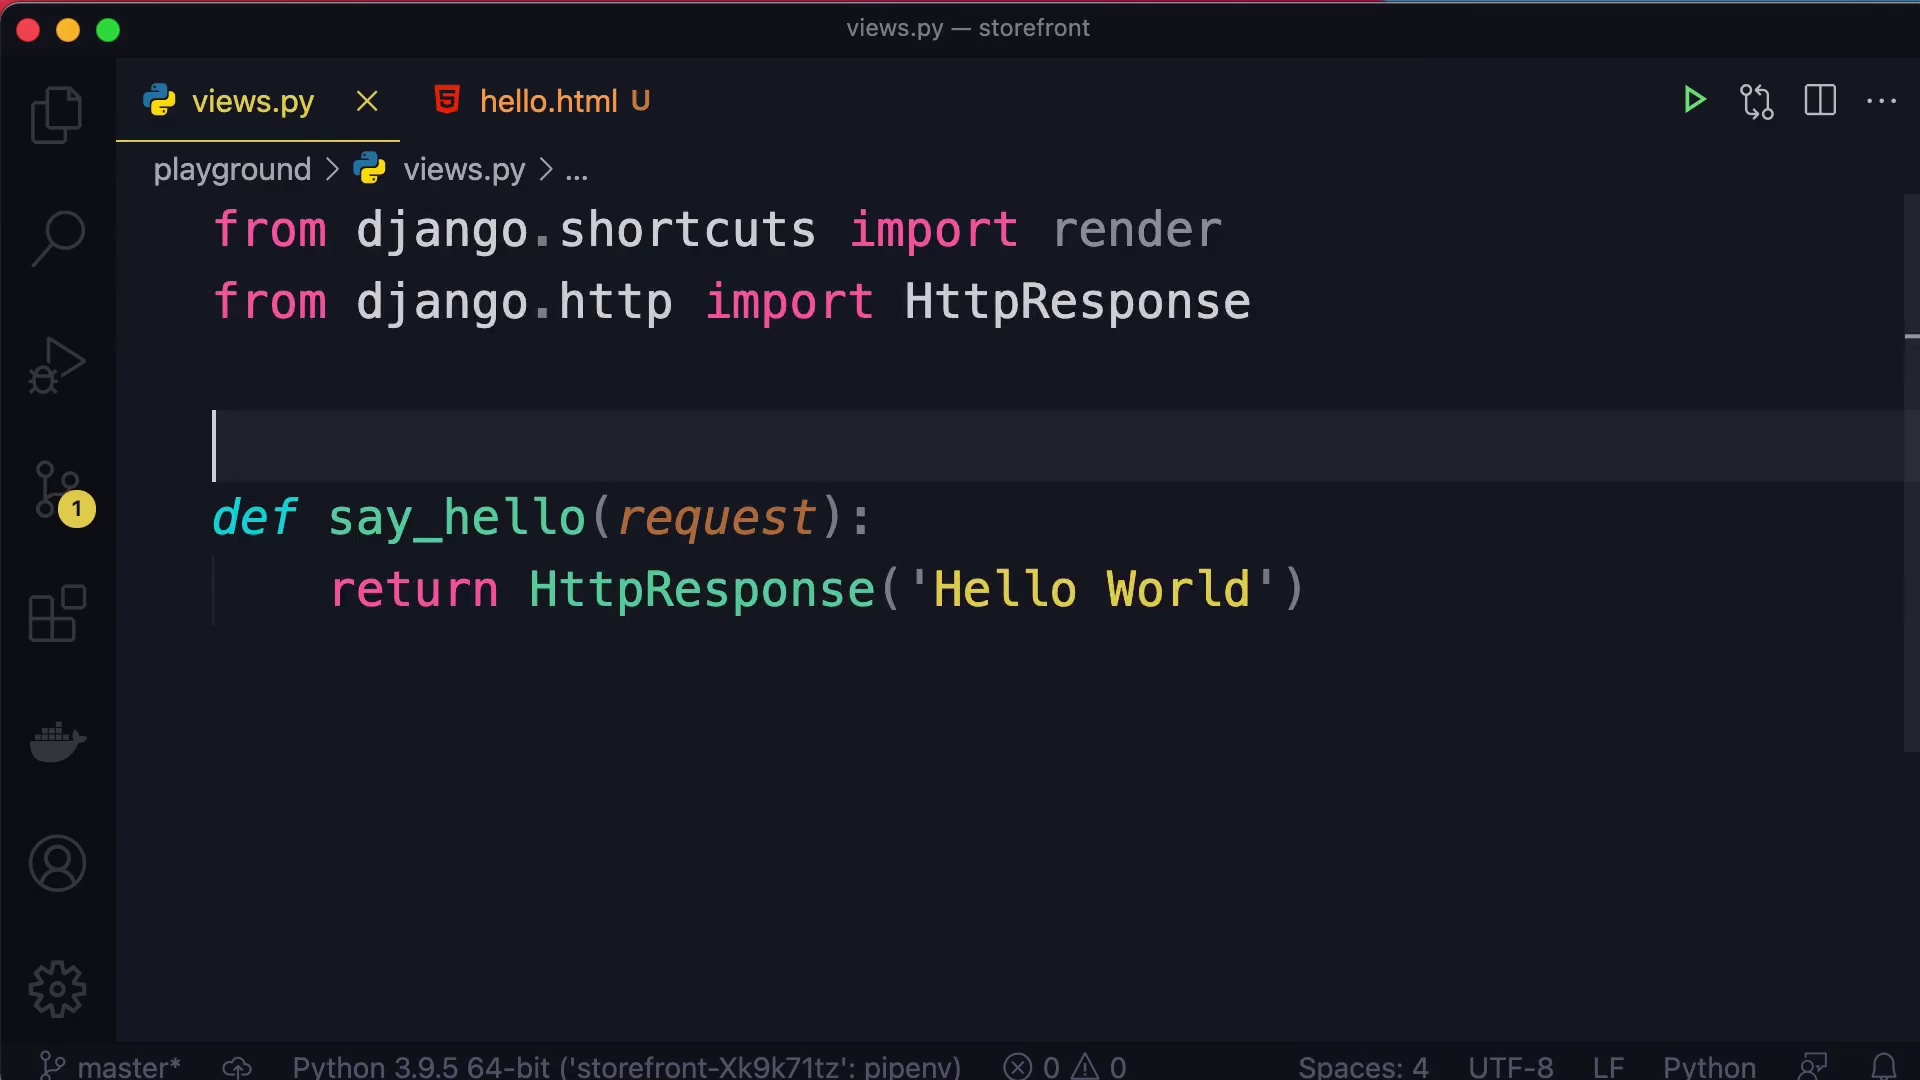 views.py — storefront
views.py
hello.html U
playground > views.py > ...
from django.shortcuts import render
from django.http import HttpResponse
def say_hello(request):
    return HttpResponse('Hello World')
1
master* Python 3.9.5 64-bit ('storefront-Xk9k71tz': pipenv) 0 0 Spaces: 4 UTF-8 LF Python